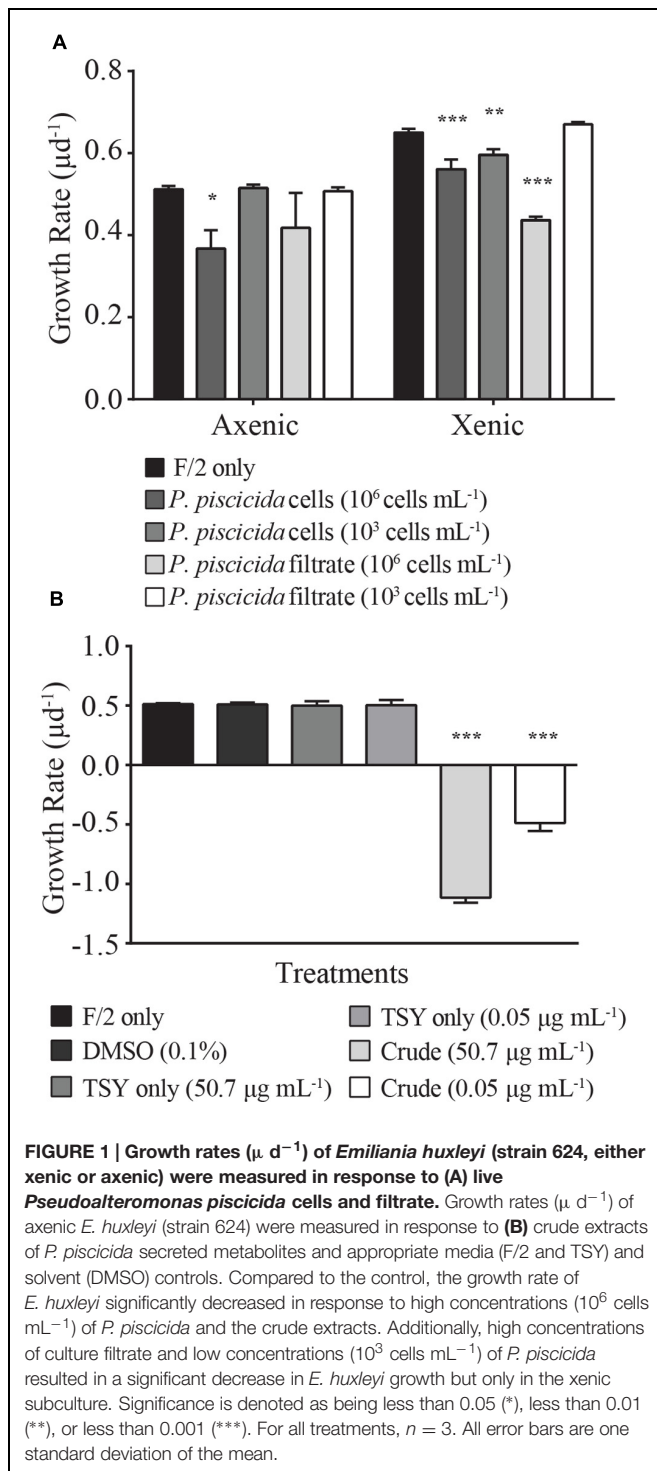 A
0.8
0.6
0.4
0.2
0.0
Growth Rate (µd⁻¹)
* *** ** ***
Axenic Xenic
F/2 only
P. piscicida cells (10⁶ cells mL⁻¹)
P. piscicida cells (10³ cells mL⁻¹)
P. piscicida filtrate (10⁶ cells mL⁻¹)
P. piscicida filtrate (10³ cells mL⁻¹)
B
1.0
0.5
0.0
-0.5
-1.0
-1.5
Growth Rate (µd⁻¹)
*** ***
Treatments
F/2 only TSY only (0.05 µg mL⁻¹)
DMSO (0.1%) Crude (50.7 µg mL⁻¹)
TSY only (50.7 µg mL⁻¹) Crude (0.05 µg mL⁻¹)
FIGURE 1 | Growth rates (µ d⁻¹) of Emiliania huxleyi (strain 624, either
xenic or axenic) were measured in response to (A) live
Pseudoalteromonas piscicida cells and filtrate. Growth rates (µ d⁻¹) of
axenic E. huxleyi (strain 624) were measured in response to (B) crude extracts
of P. piscicida secreted metabolites and appropriate media (F/2 and TSY) and
solvent (DMSO) controls. Compared to the control, the growth rate of
E. huxleyi significantly decreased in response to high concentrations (10⁶ cells
mL⁻¹) of P. piscicida and the crude extracts. Additionally, high concentrations
of culture filtrate and low concentrations (10³ cells mL⁻¹) of P. piscicida
resulted in a significant decrease in E. huxleyi growth but only in the xenic
subculture. Significance is denoted as being less than 0.05 (*), less than 0.01
(**), or less than 0.001 (***). For all treatments, n = 3. All error bars are one
standard deviation of the mean.